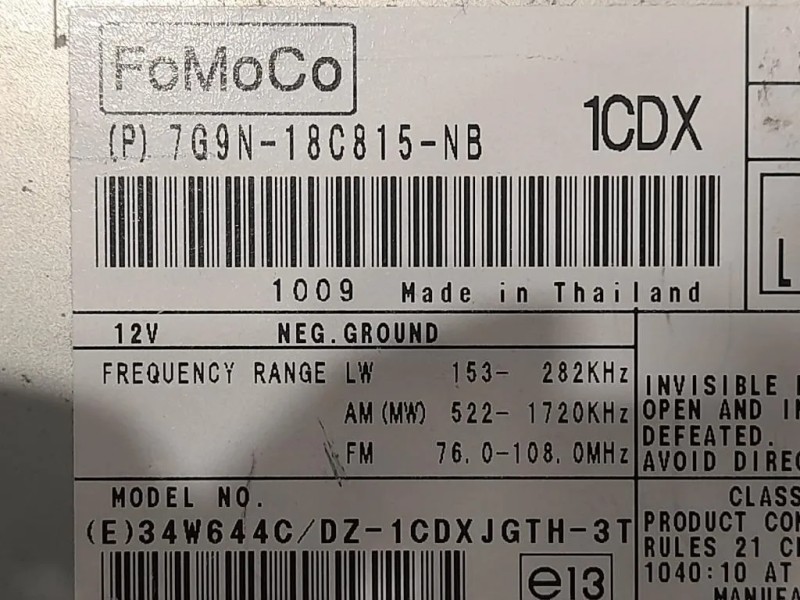 FoMoCo
(P) 7G9N-18C815-NB
1CDX
1009 Made in Thailand
12V NEG.GROUND
FREQUENCY RANGE LW 153- 282KHz
AM (MW) 522- 1720KHz
FM 76.0-108.0MHz
MODEL NO.
(E)34W644C/DZ-1CDXJGTH-3T
e13
L
INVISIBLE
OPEN AND
DEFEATED.
AVOID
CLASS
PRODUCT
RULES 21
1040:10 AT